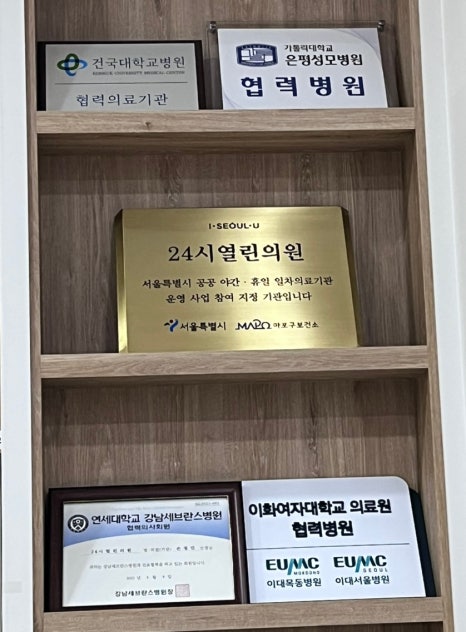 건국대학교병원
KONKUK UNIVERSITY MEDICAL CENTER
협력의료기관
가톨릭대학교
은평성모병원
협력병원
I·SEOUL·U
24시열린의원
서울특별시 공공 야간·휴일 일차의료기관
운영 사업 참여 지정 기관입니다
서울특별시 MAPO 마포구보건소
연세대학교 강남세브란스병원
협력의사회원
24시열린의원
강남세브란스병원장
이화여자대학교 의료원
협력병원
EUMC MOKDONG
이대목동병원
EUMC SEOUL
이대서울병원